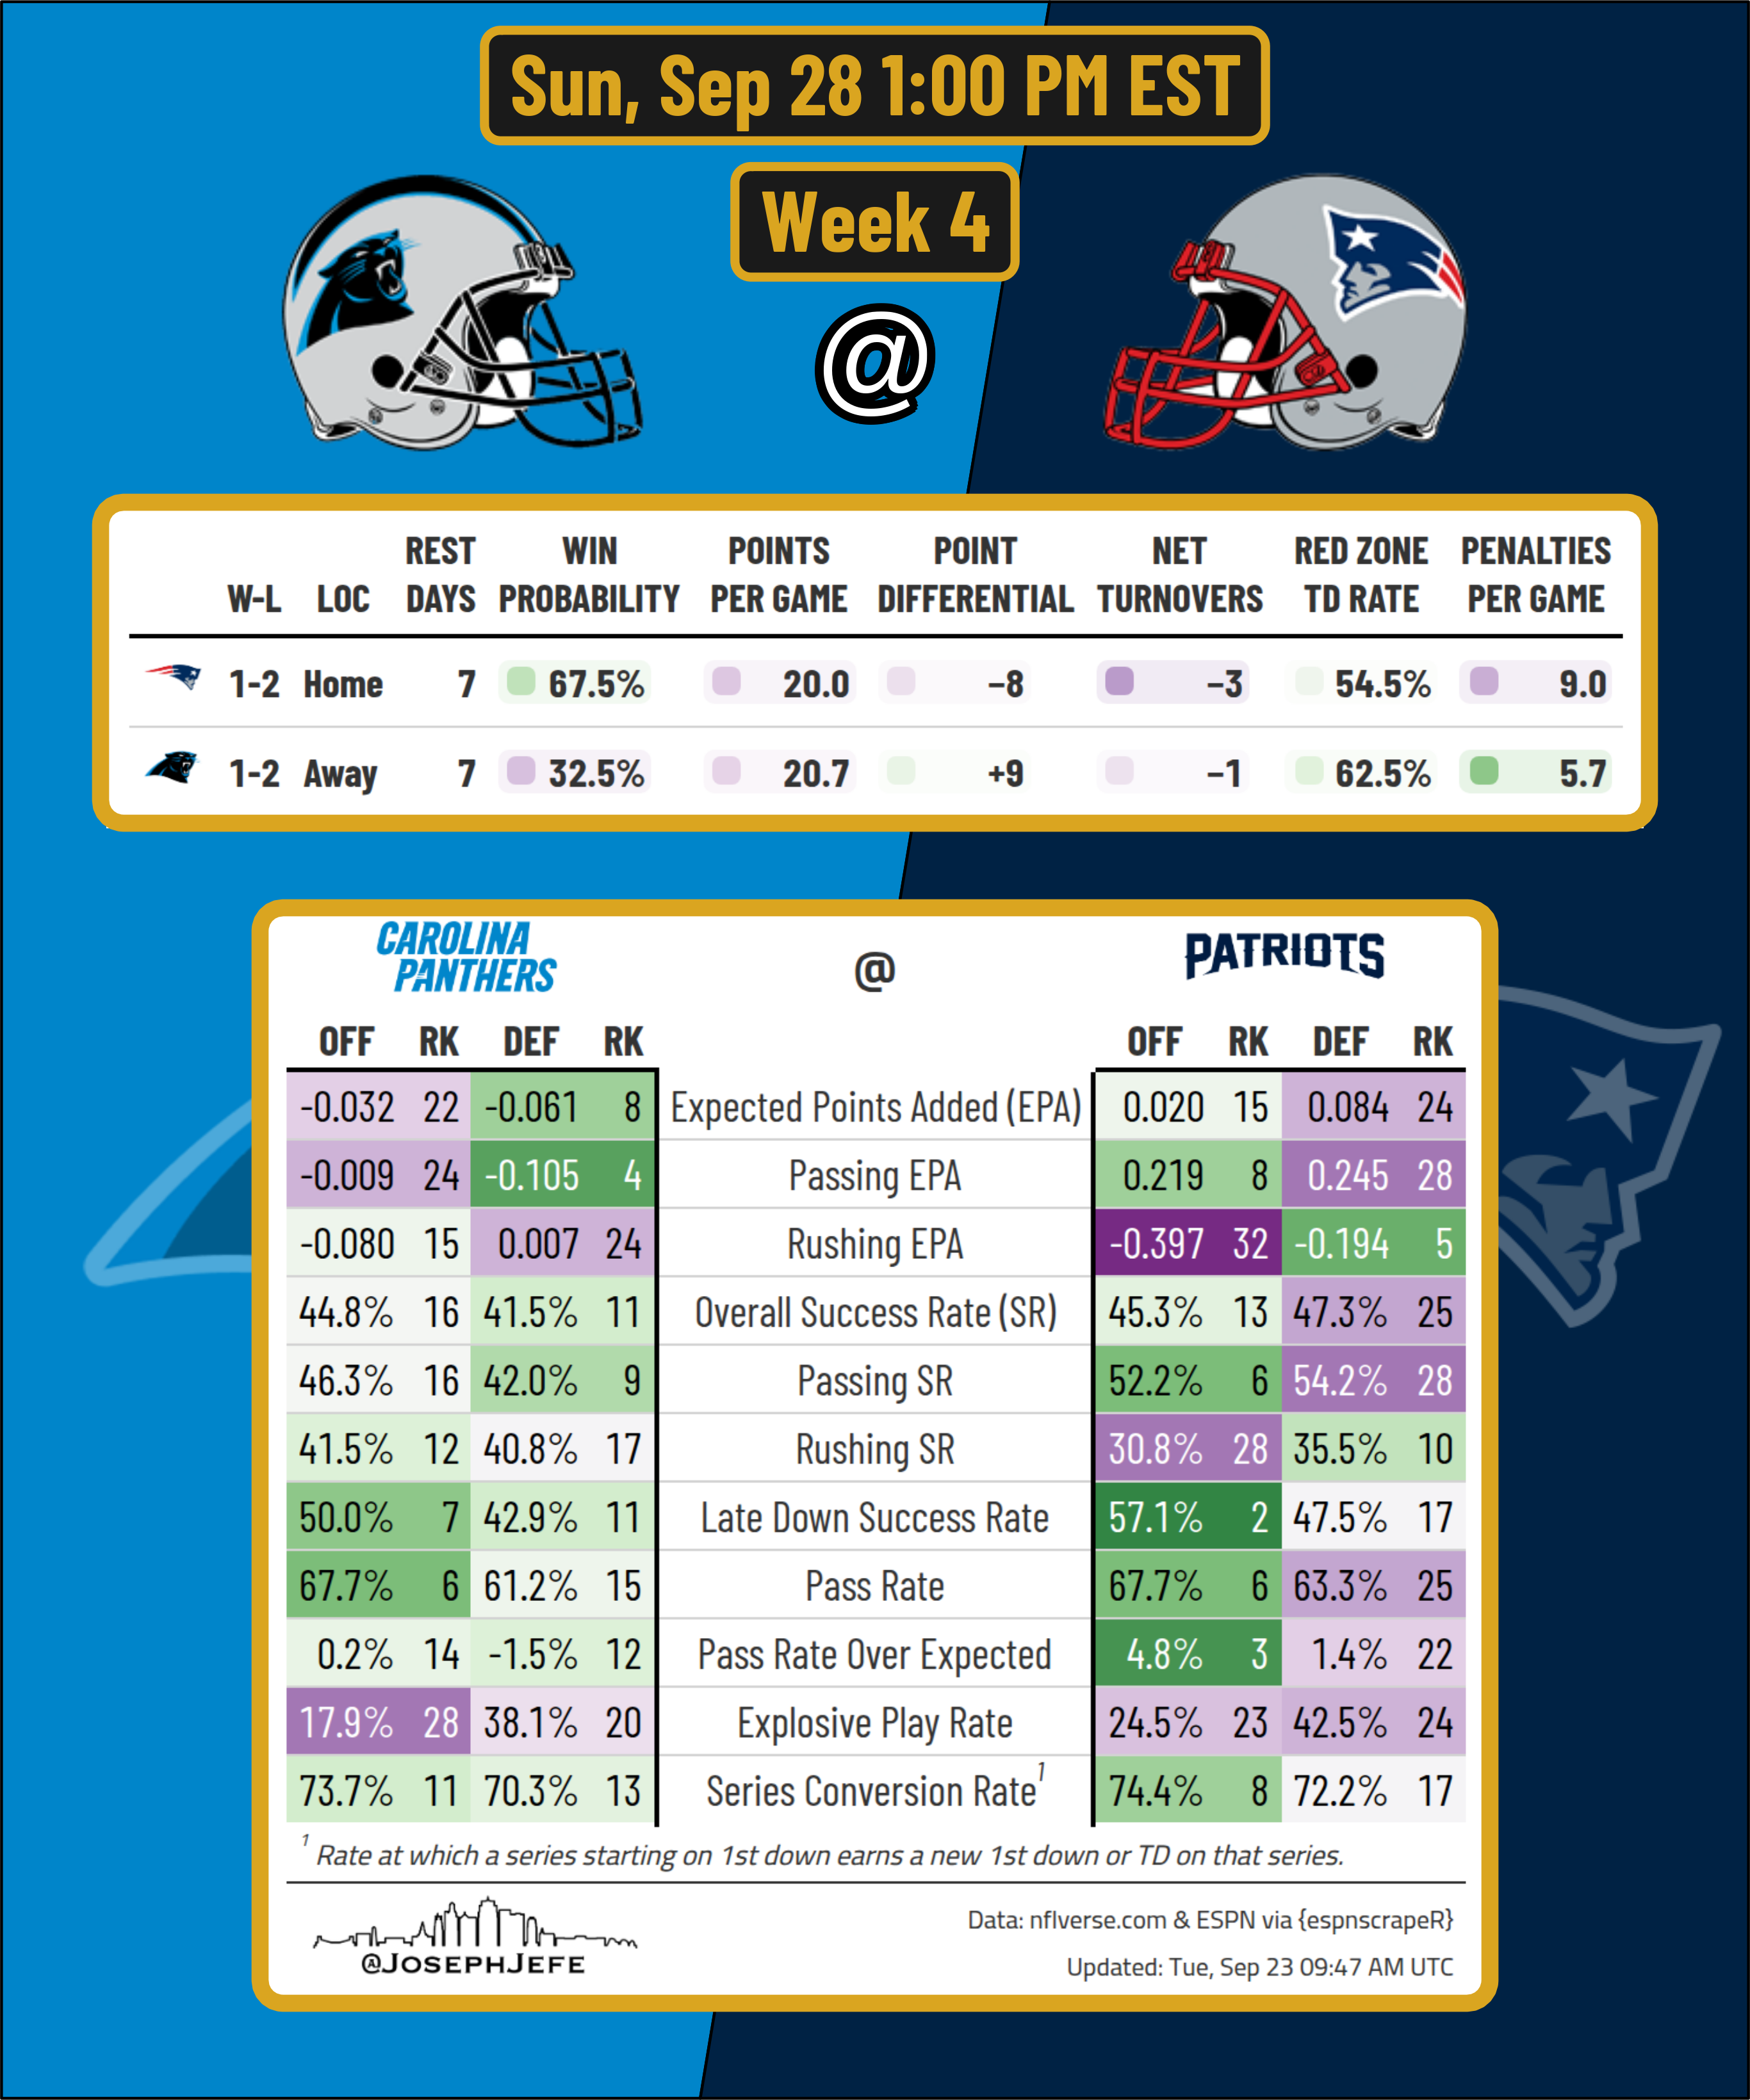 Sun, Sep 28 1:00 PM EST
Week 4
@
W-L LOC REST DAYS WIN PROBABILITY POINTS PER GAME POINT DIFFERENTIAL NET TURNOVERS RED ZONE TD RATE PENALTIES PER GAME
1-2 Home 7 67.5% 20.0 −8 −3 54.5% 9.0
1-2 Away 7 32.5% 20.7 +9 −1 62.5% 5.7
CAROLINA
PANTHERS
@
PATRIOTS
OFF RK DEF RK OFF RK DEF RK
-0.032 22 -0.061 8 Expected Points Added (EPA) 0.020 15 0.084 24
-0.009 24 -0.105 4 Passing EPA 0.219 8 0.245 28
-0.080 15 0.007 24 Rushing EPA -0.397 32 -0.194 5
44.8% 16 41.5% 11 Overall Success Rate (SR) 45.3% 13 47.3% 25
46.3% 16 42.0% 9 Passing SR 52.2% 6 54.2% 28
41.5% 12 40.8% 17 Rushing SR 30.8% 28 35.5% 10
50.0% 7 42.9% 11 Late Down Success Rate 57.1% 2 47.5% 17
67.7% 6 61.2% 15 Pass Rate 67.7% 6 63.3% 25
0.2% 14 -1.5% 12 Pass Rate Over Expected 4.8% 3 1.4% 22
17.9% 28 38.1% 20 Explosive Play Rate 24.5% 23 42.5% 24
73.7% 11 70.3% 13 Series Conversion Rate¹ 74.4% 8 72.2% 17
¹ Rate at which a series starting on 1st down earns a new 1st down or TD on that series.
@JOSEPHJEFE
Data: nflverse.com & ESPN via {espnscrapeR}
Updated: Tue, Sep 23 09:47 AM UTC